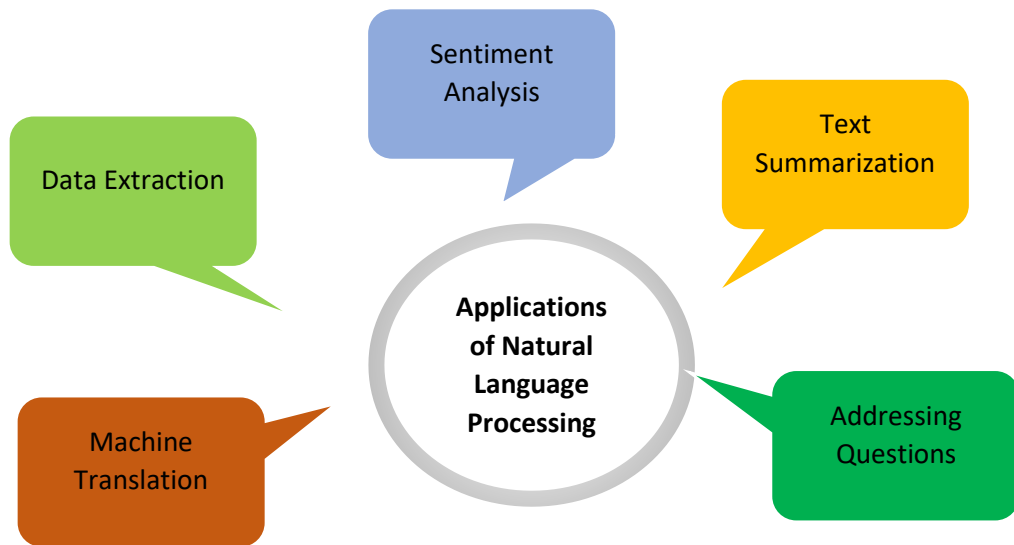 Sentiment
Analysis
Text
Summarization
Data Extraction
Applications
of Natural
Language
Processing
Machine
Translation
Addressing
Questions